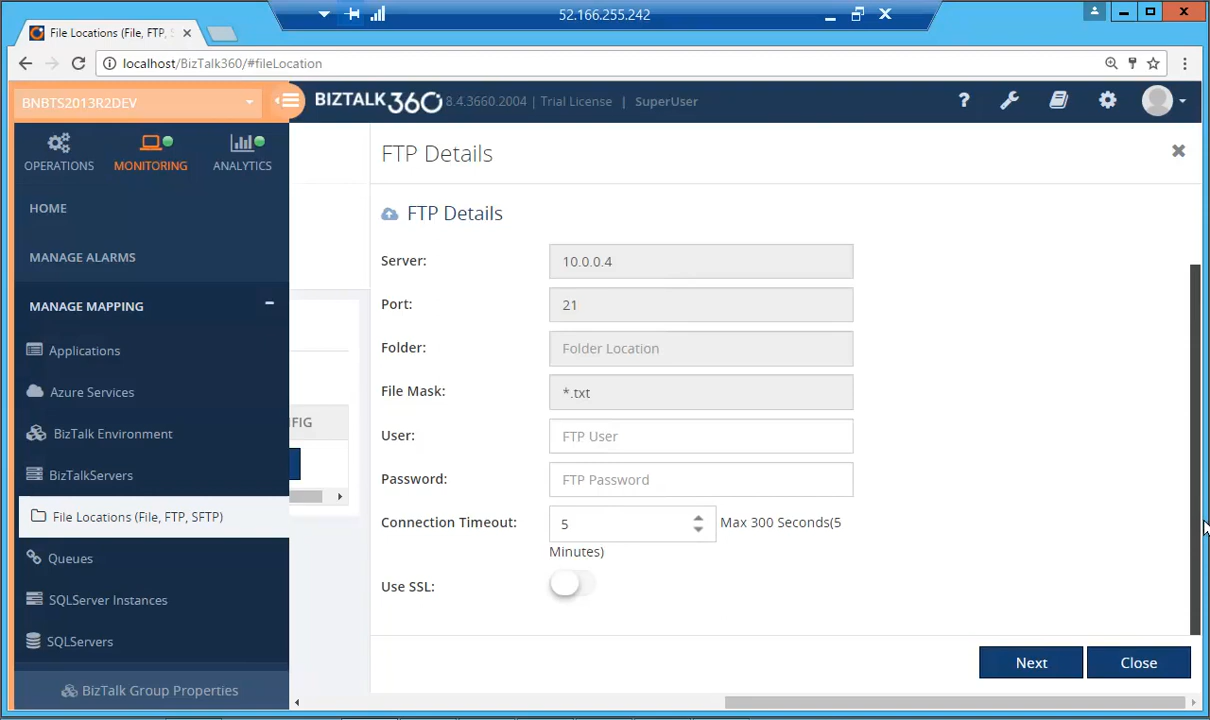 52.166.255.242
File Locations (File, FTP,
localhost/BizTalk360/#fileLocation
BNBTS2013R2DEV
BIZTALK360 8.4.3660.2004 | Trial License | SuperUser
OPERATIONS
MONITORING
ANALYTICS
HOME
MANAGE ALARMS
MANAGE MAPPING
Applications
Azure Services
BizTalk Environment
BizTalkServers
File Locations (File, FTP, SFTP)
Queues
SQLServer Instances
SQLServers
BizTalk Group Properties
FIG
FTP Details
FTP Details
Server: 10.0.0.4
Port: 21
Folder: Folder Location
File Mask: *.txt
User: FTP User
Password: FTP Password
Connection Timeout: 5 Max 300 Seconds(5
Minutes)
Use SSL:
Next Close